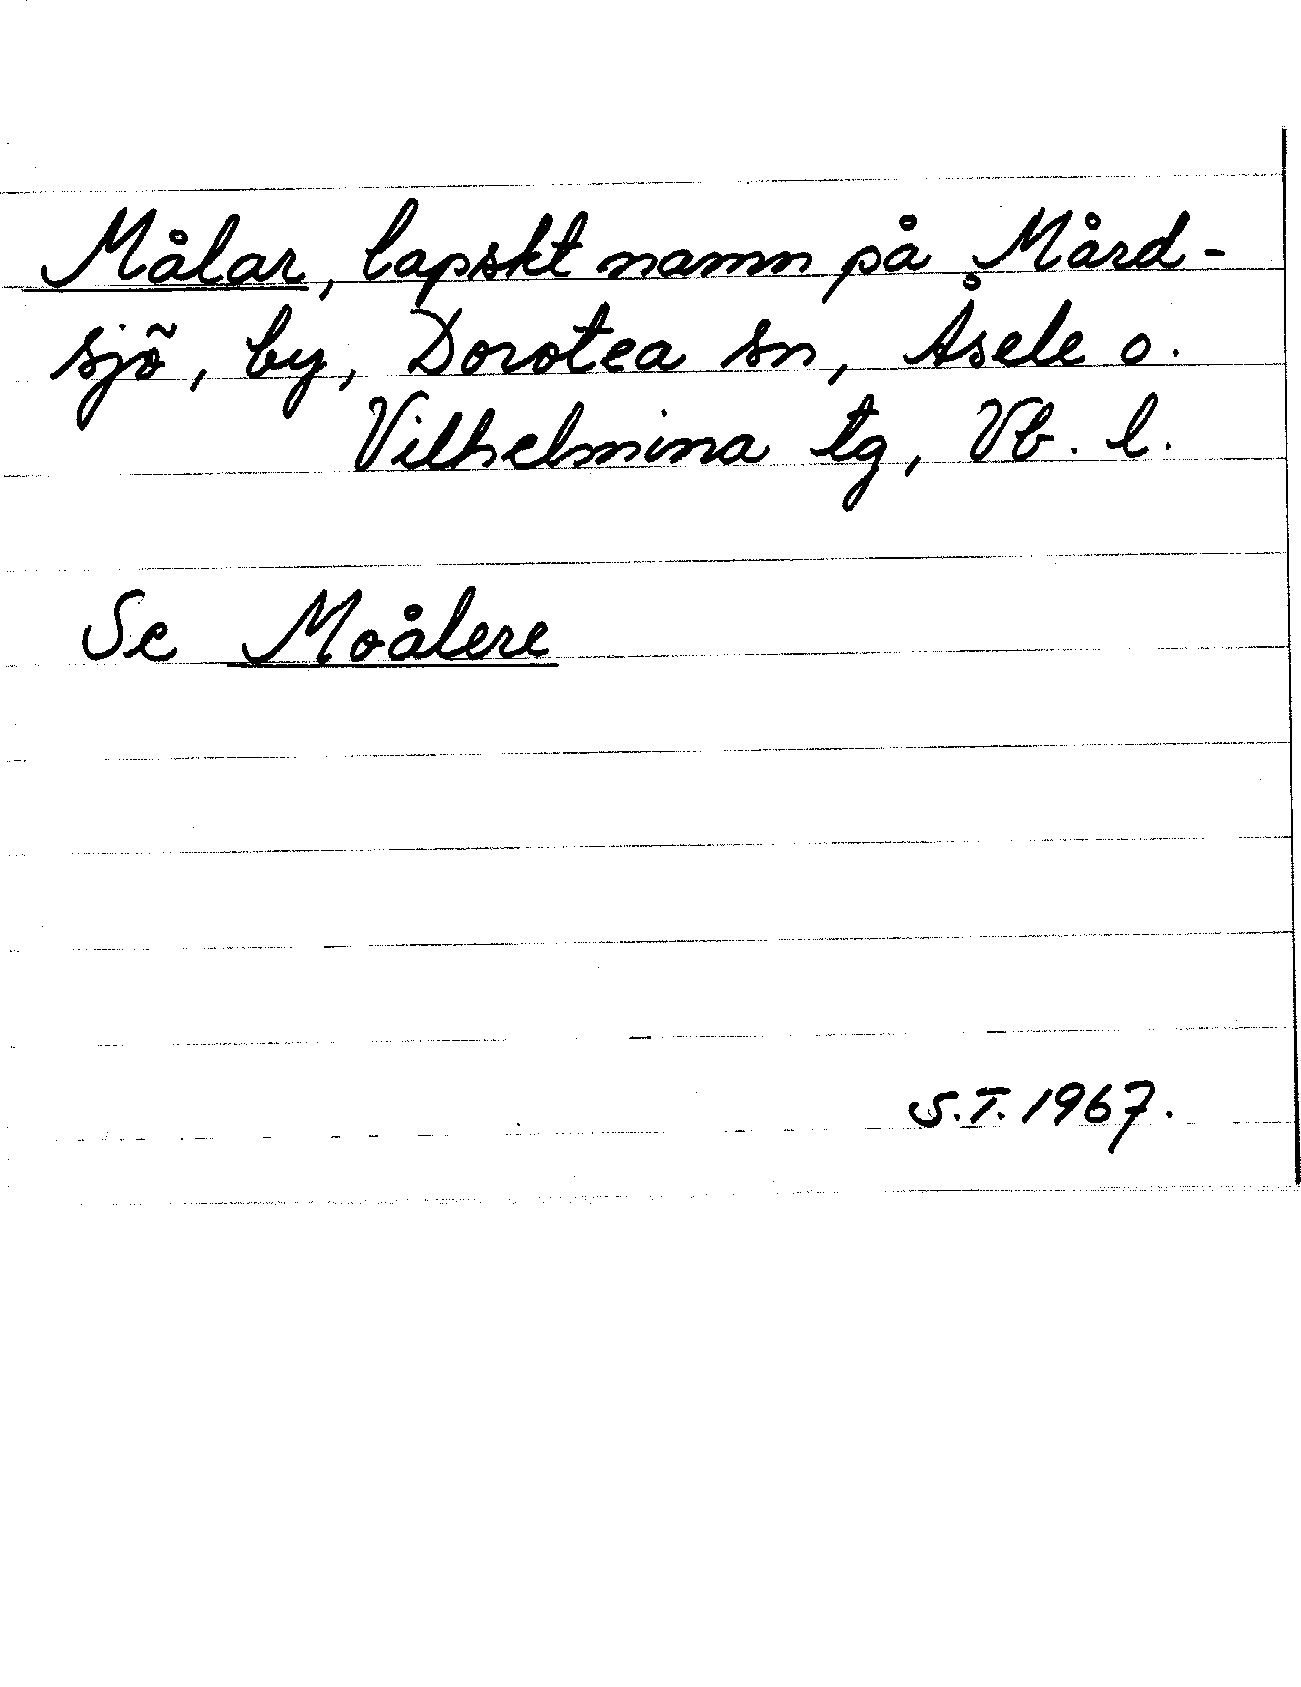 Målar, lapskt namn på Mård-
sjö, by, Dorotea sn, Åsele o.
Vilhelmina tg, Vb. l.
Se Moålere
S.T. 1967.